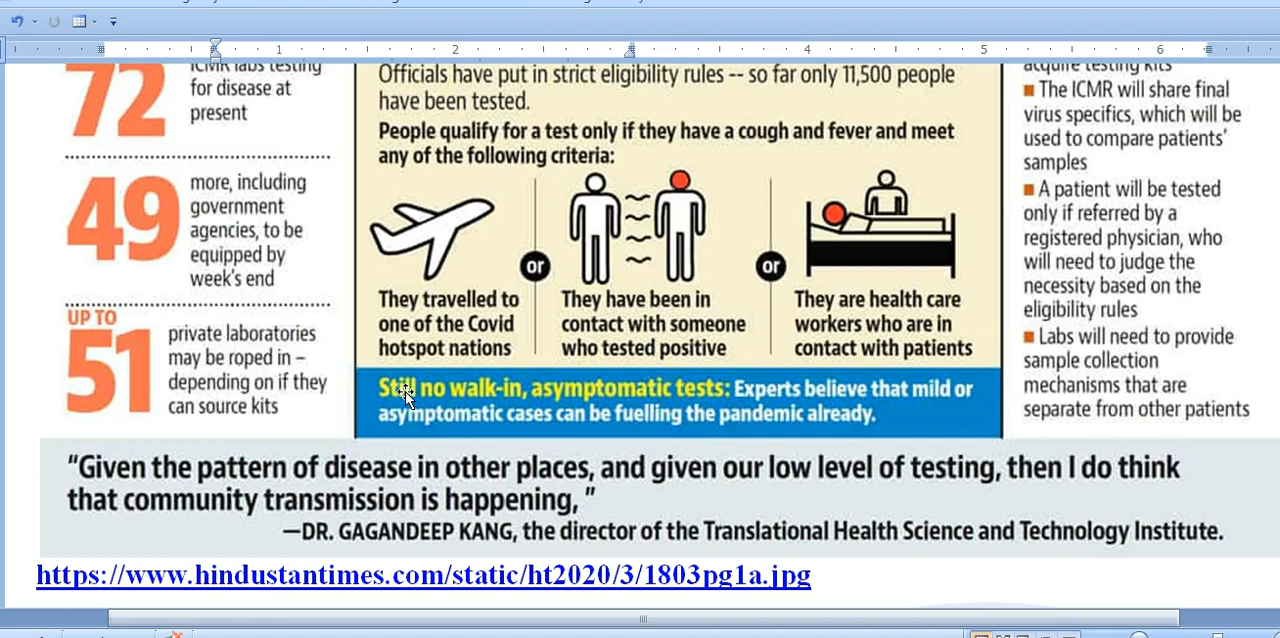 1 2 4 5 6
72
ICMR labs testing
for disease at
present
49
more, including
government
agencies, to be
equipped by
week's end
UP TO
51
private laboratories
may be roped in –
depending on if they
can source kits
Officials have put in strict eligibility rules -- so far only 11,500 people
have been tested.
People qualify for a test only if they have a cough and fever and meet
any of the following criteria:
or
or
They travelled to
one of the Covid
hotspot nations
They have been in
contact with someone
who tested positive
They are health care
workers who are in
contact with patients
Still no walk-in, asymptomatic tests: Experts believe that mild or
asymptomatic cases can be fuelling the pandemic already.
acquire testing kits
■ The ICMR will share final
virus specifics, which will be
used to compare patients'
samples
■ A patient will be tested
only if referred by a
registered physician, who
will need to judge the
necessity based on the
eligibility rules
■ Labs will need to provide
sample collection
mechanisms that are
separate from other patients
"Given the pattern of disease in other places, and given our low level of testing, then I do think
that community transmission is happening, "
—DR. GAGANDEEP KANG, the director of the Translational Health Science and Technology Institute.
https://www.hindustantimes.com/static/ht2020/3/1803pg1a.jpg